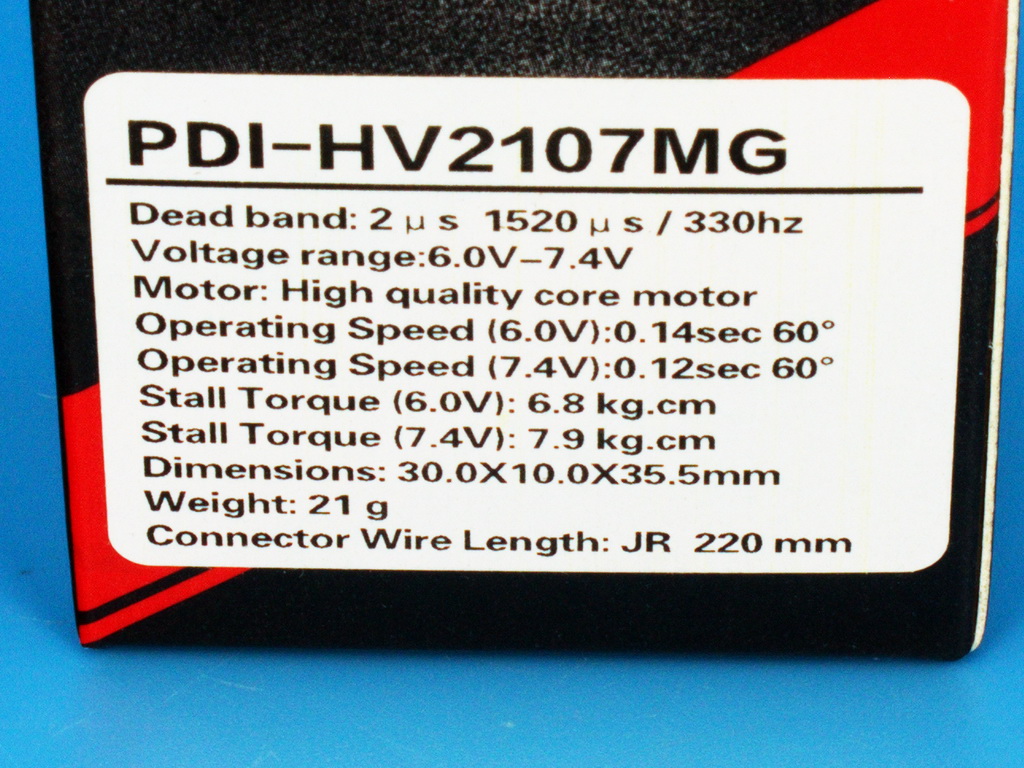 PDI-HV2107MG
Dead band: 2 μ s 1520 μ s / 330hz
Voltage range:6.0V-7.4V
Motor: High quality core motor
Operating Speed (6.0V):0.14sec 60°
Operating Speed (7.4V):0.12sec 60°
Stall Torque (6.0V): 6.8 kg.cm
Stall Torque (7.4V): 7.9 kg.cm
Dimensions: 30.0X10.0X35.5mm
Weight: 21 g
Connector Wire Length: JR 220 mm